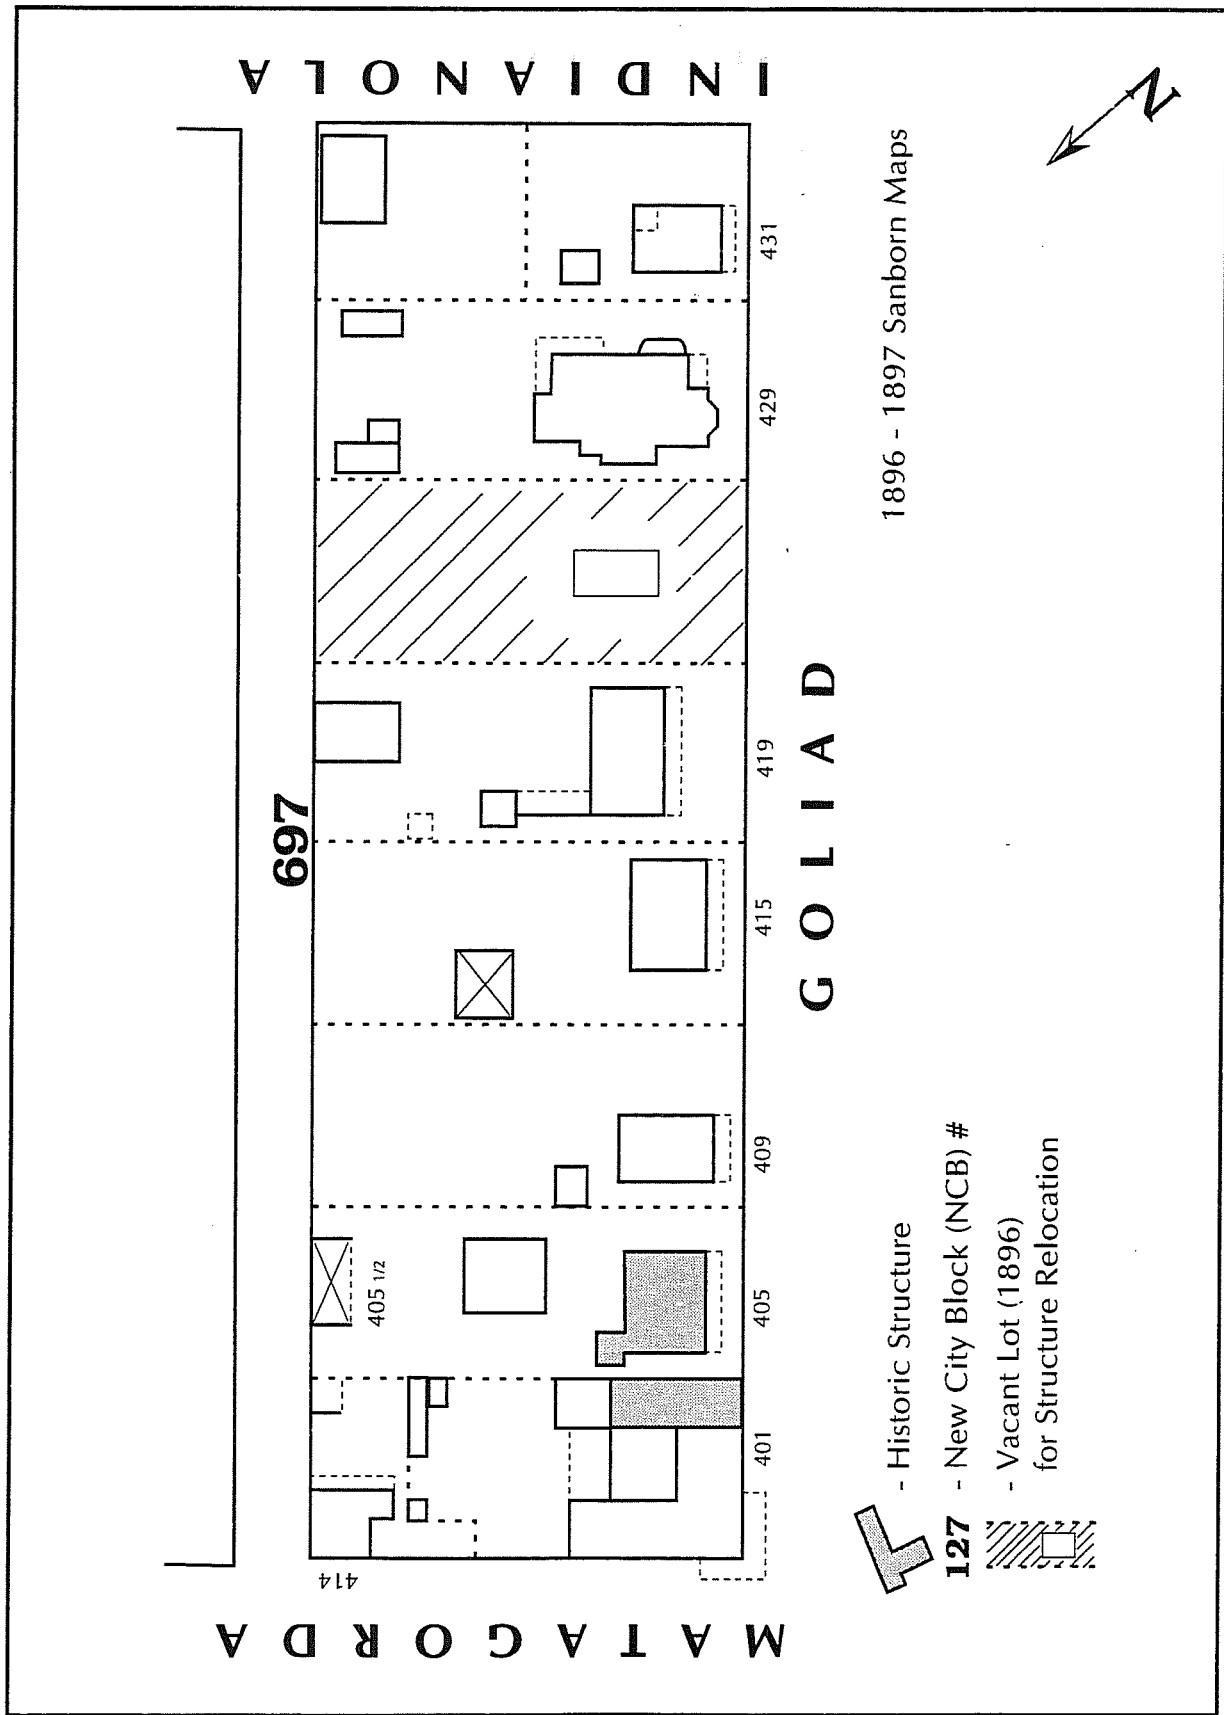 697
MATAGORDA
INDIANOLA
414
405 1/2
401
405
409
415
419
429
431
GOLIAD
- Historic Structure
127 - New City Block (NCB) #
- Vacant Lot (1896)
for Structure Relocation
1896 - 1897 Sanborn Maps
N